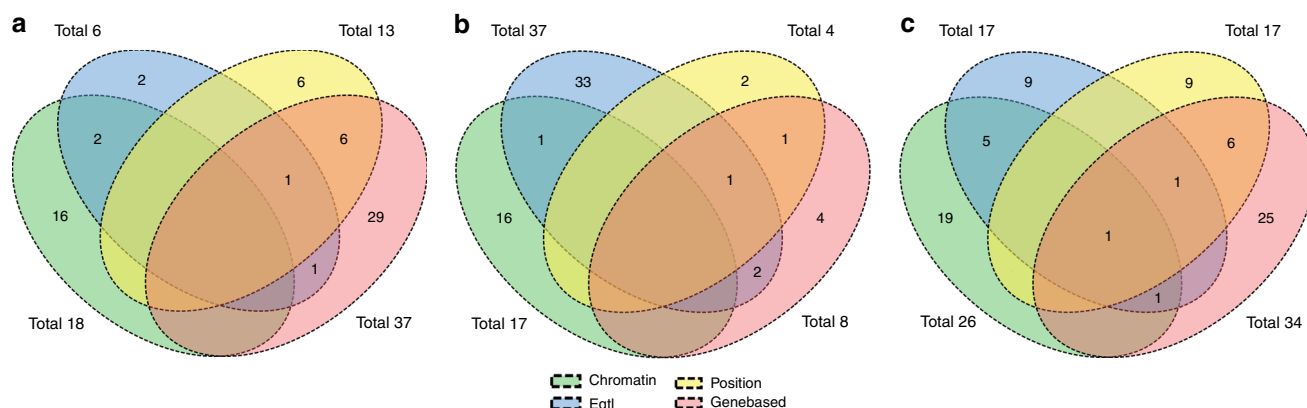 a
Total 6
Total 13
2
6
2
6
1
16
29
1
Total 18
Total 37
b
Total 37
Total 4
33
2
1
1
1
16
4
2
Total 17
Total 8
c
Total 17
Total 17
9
9
5
6
1
19
25
1
1
Total 26
Total 34
Chromatin
Position
Eqtl
Genebased